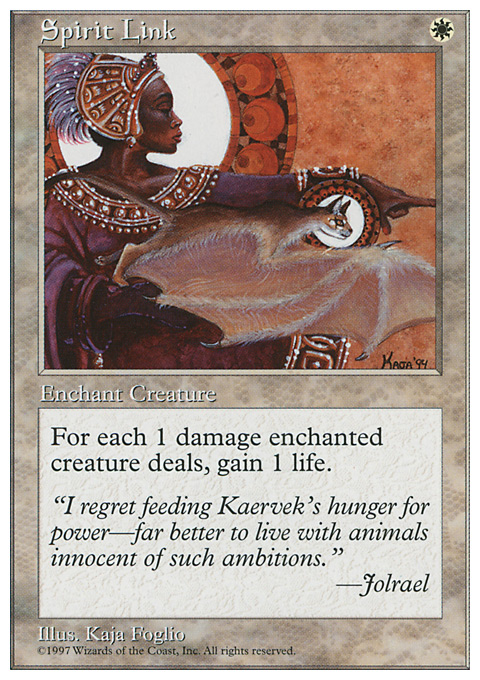 Spirit Link
KAJA '94
Enchant Creature
For each 1 damage enchanted
creature deals, gain 1 life.
"I regret feeding Kaervek's hunger for
power—far better to live with animals
innocent of such ambitions."
—Jolrael
Illus. Kaja Foglio
©1997 Wizards of the Coast, Inc. All rights reserved.